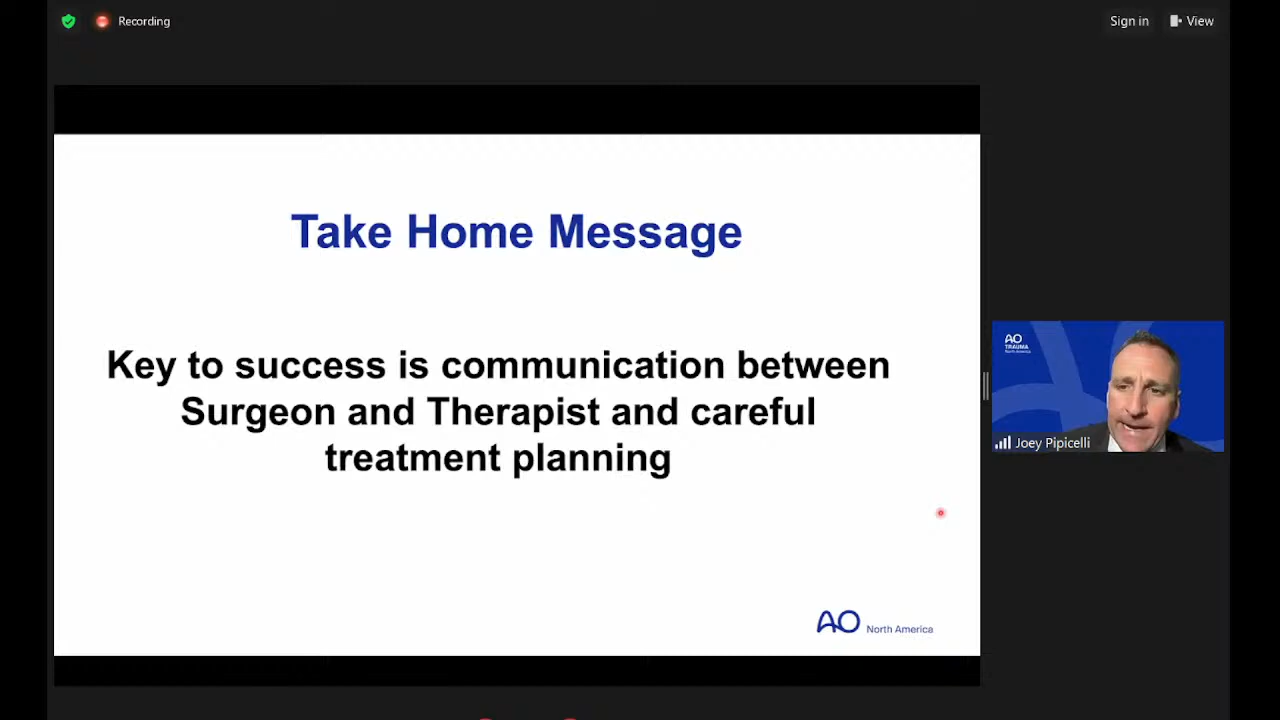 Recording
Sign in
View
Take Home Message
Key to success is communication between
Surgeon and Therapist and careful
treatment planning
AO
TRAUMA
North America
Joey Pipicelli
AO North America